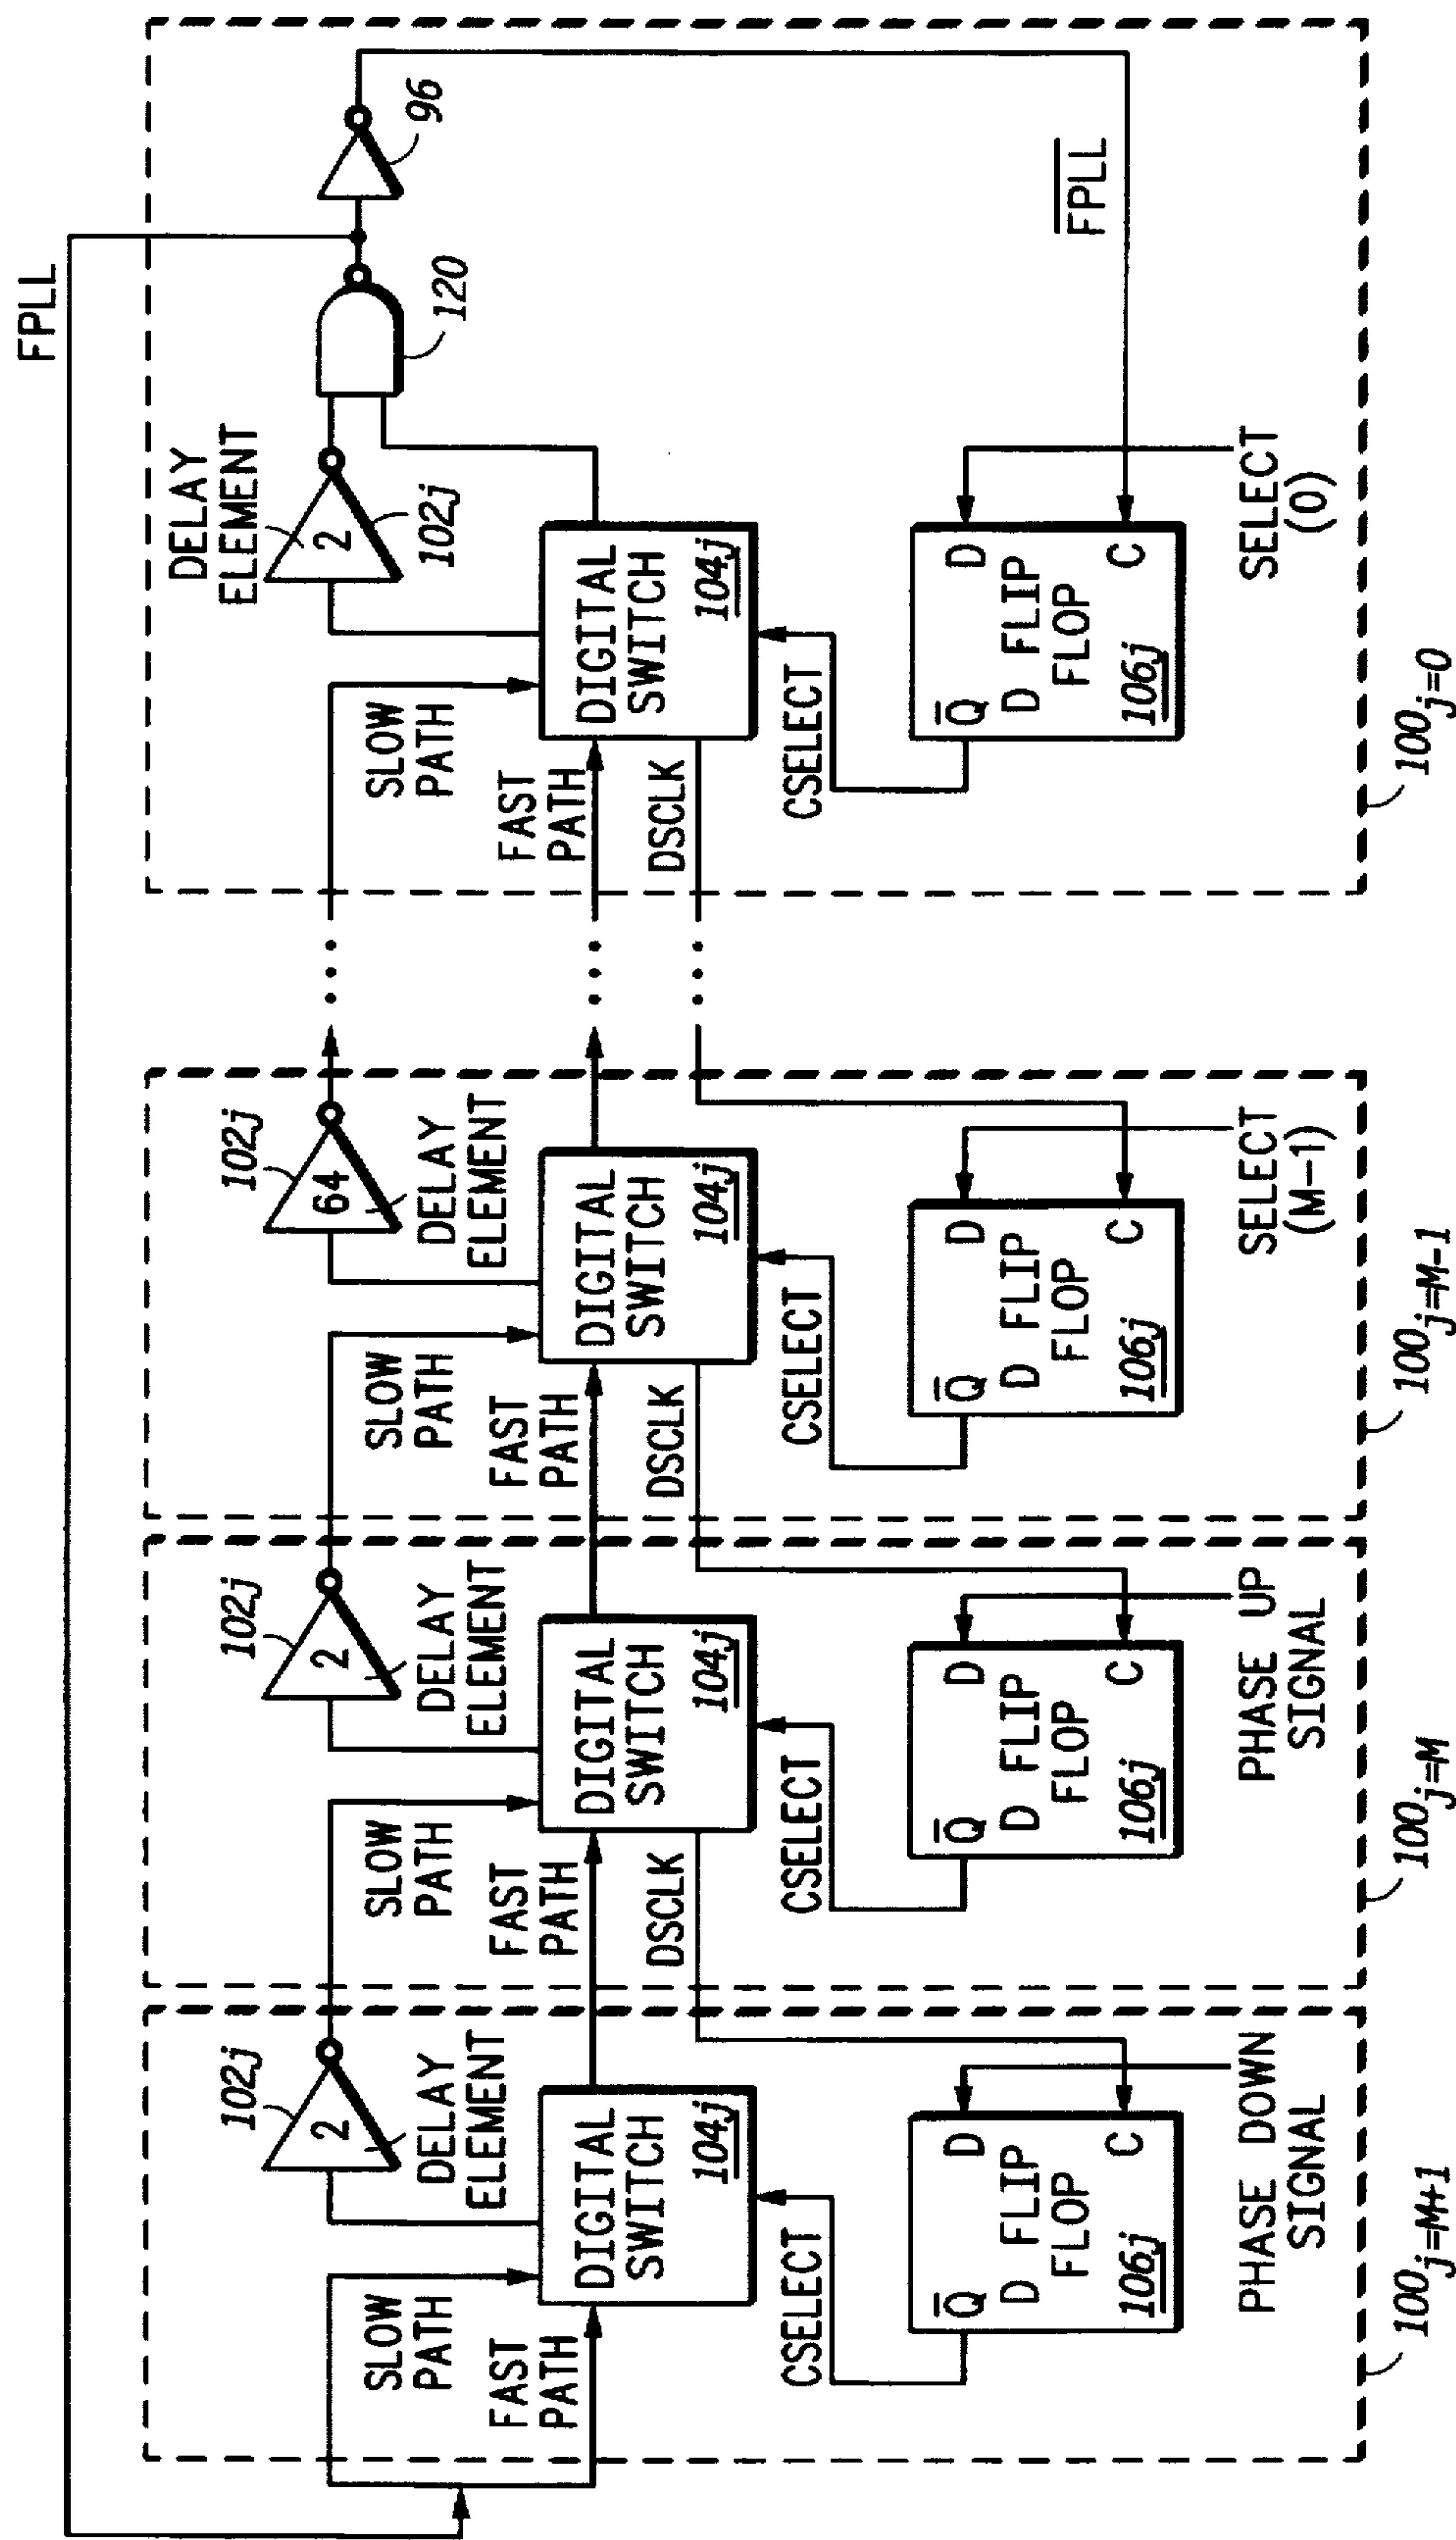 FPLL
102j
2
DELAY
ELEMENT
SLOW
PATH
FAST
PATH
DIGITAL
SWITCH
104j
CSELECT
Q
D
D FLIP
FLOP
C
106j
PHASE DOWN
SIGNAL
100j=M+1
102j
2
DELAY
ELEMENT
SLOW
PATH
FAST
PATH
DIGITAL
SWITCH
104j
DSCLK
CSELECT
Q
D
D FLIP
FLOP
C
106j
PHASE UP
SIGNAL
100j=M
102j
64
DELAY
ELEMENT
SLOW
PATH
FAST
PATH
DIGITAL
SWITCH
104j
DSCLK
CSELECT
Q
D
D FLIP
FLOP
C
106j
SELECT
(M-1)
100j=M-1
DELAY
ELEMENT
2
102j
120
96
SLOW
PATH
FAST
PATH
DIGITAL
SWITCH
104j
DSCLK
CSELECT
FPLL
Q
D
D FLIP
FLOP
C
106j
SELECT
(0)
100j=0